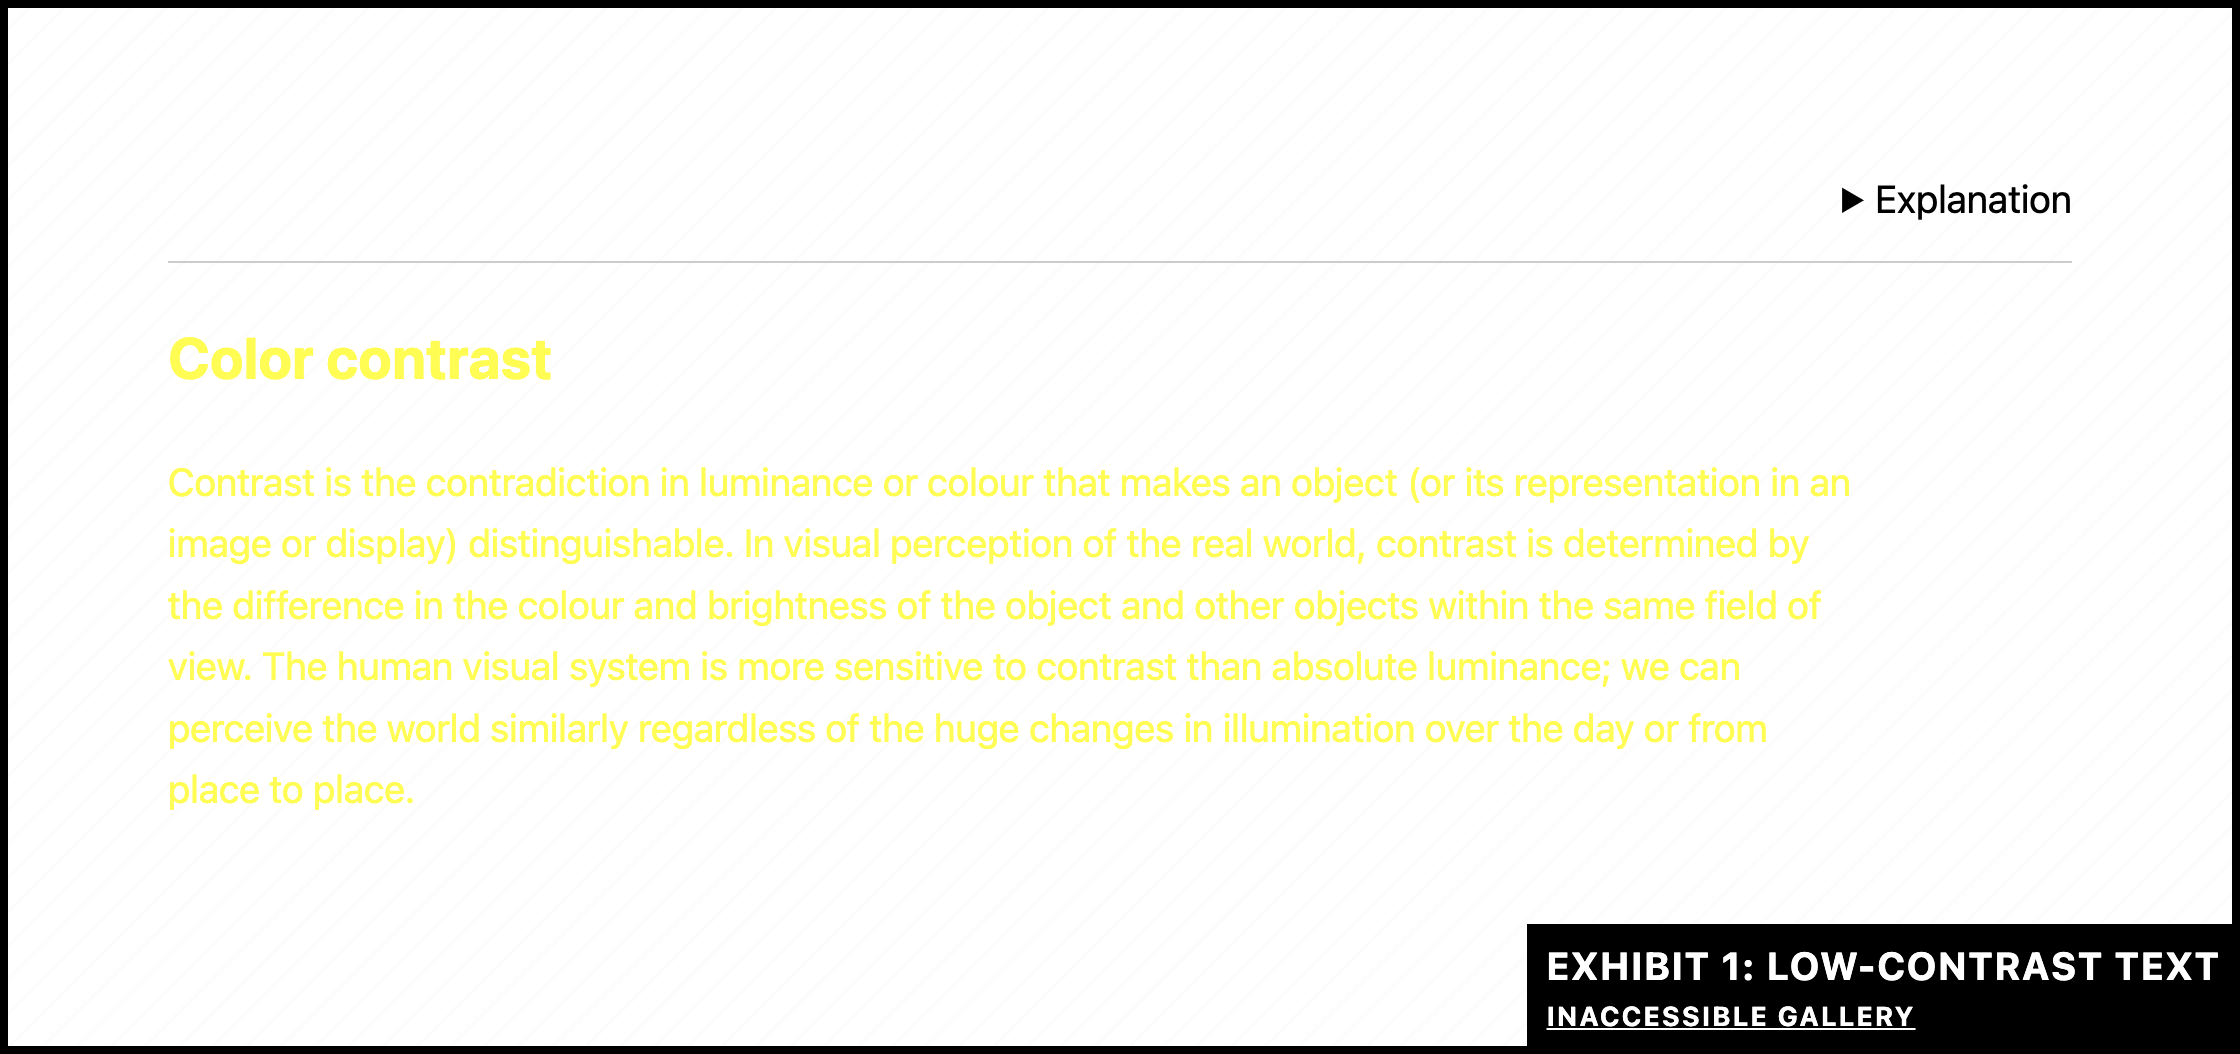 Explanation
Color contrast
Contrast is the contradiction in luminance or colour that makes an object (or its representation in an
image or display) distinguishable. In visual perception of the real world, contrast is determined by
the difference in the colour and brightness of the object and other objects within the same field of
view. The human visual system is more sensitive to contrast than absolute luminance; we can
perceive the world similarly regardless of the huge changes in illumination over the day or from
place to place.
EXHIBIT 1: LOW-CONTRAST TEXT
INACCESSIBLE GALLERY